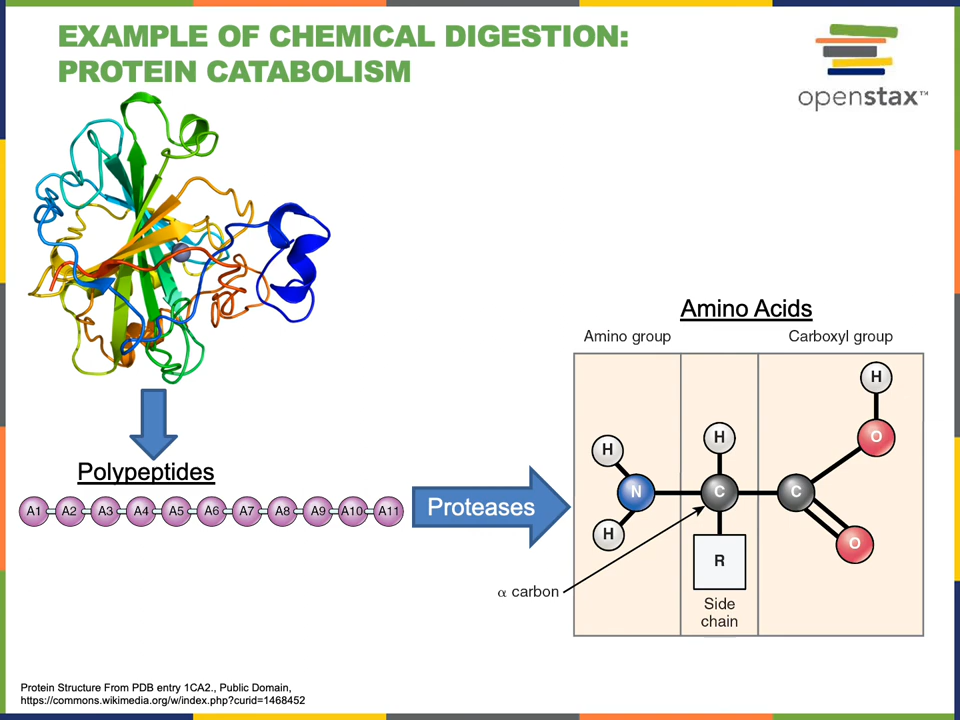 EXAMPLE OF CHEMICAL DIGESTION:
PROTEIN CATABOLISM
openstax™
Amino Acids
Amino group
Carboxyl group
H
H
H
N
C
C
O
H
O
R
α carbon
Side
chain
Polypeptides
A1 A2 A3 A4 A5 A6 A7 A8 A9 A10 A11
Proteases
Protein Structure From PDB entry 1CA2., Public Domain,
https://commons.wikimedia.org/w/index.php?curid=1468452